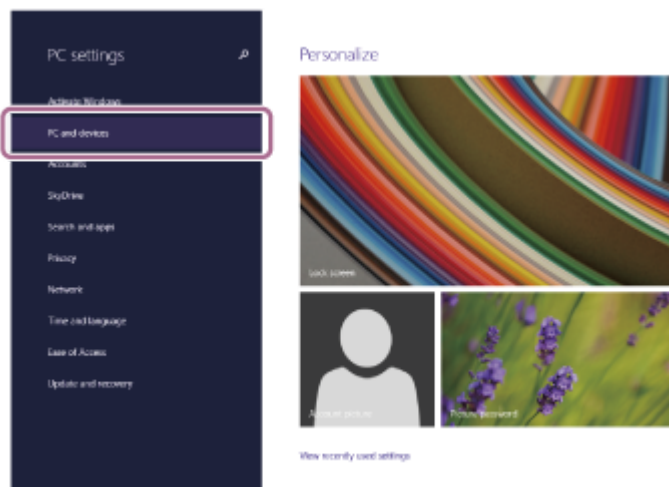 PC settings
Activate Windows
PC and devices
Accounts
SkyDrive
Search and apps
Privacy
Network
Time and language
Ease of Access
Update and recovery
Personalize
Lock screen
Account picture
Picture password
View recently used settings